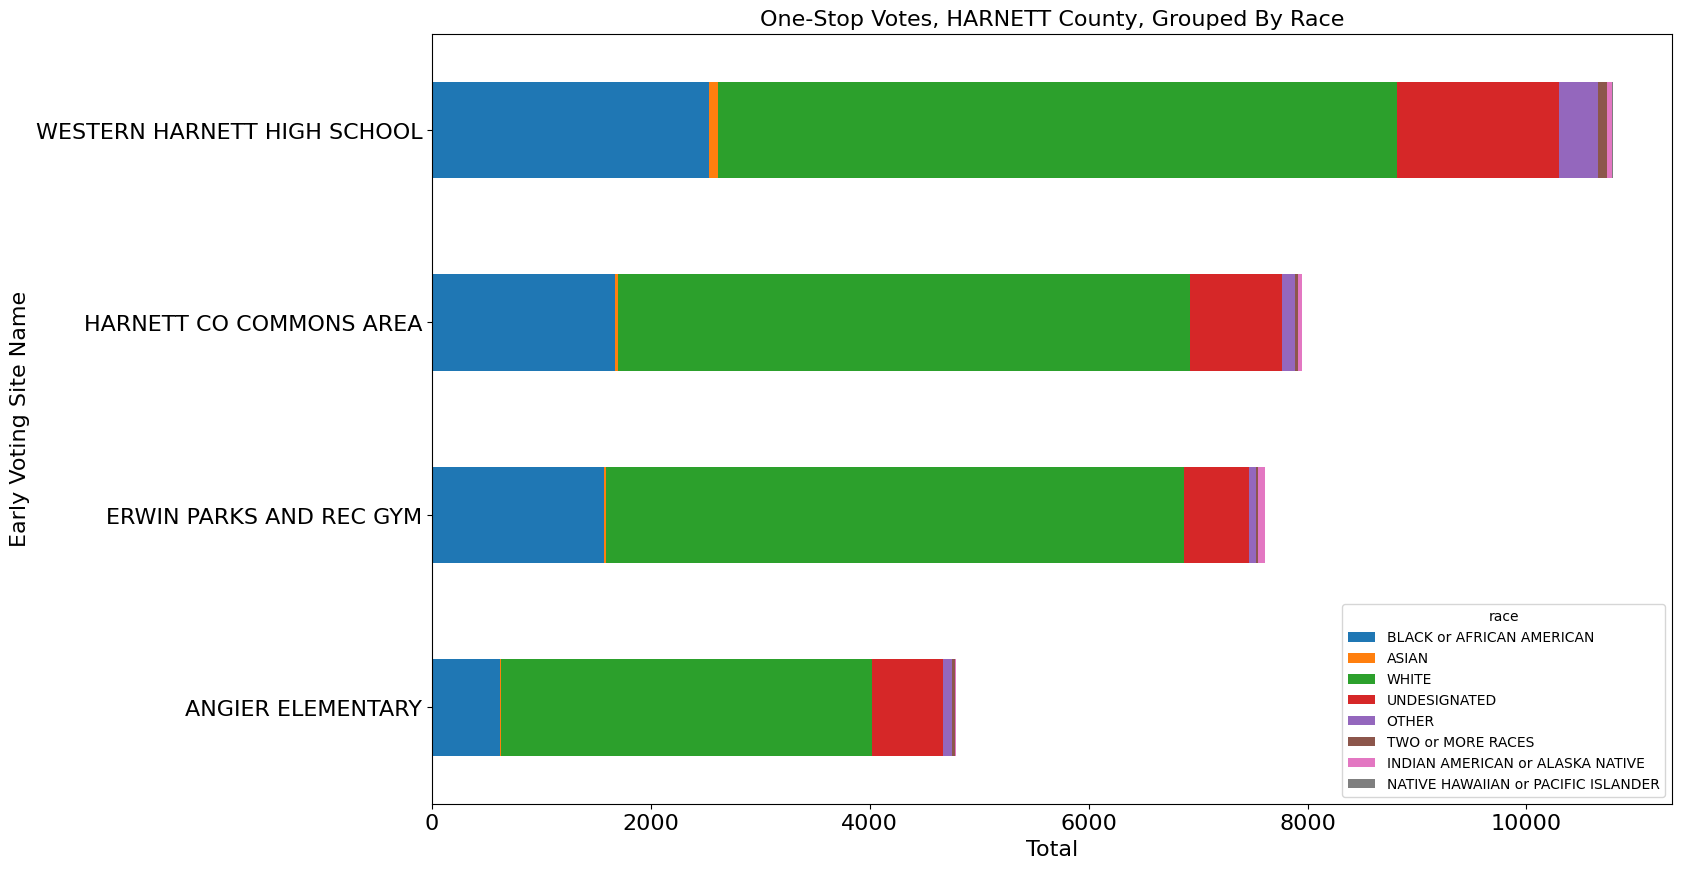 One-Stop Votes, HARNETT County, Grouped By Race
Early Voting Site Name
WESTERN HARNETT HIGH SCHOOL
HARNETT CO COMMONS AREA
ERWIN PARKS AND REC GYM
ANGIER ELEMENTARY
race
BLACK or AFRICAN AMERICAN
ASIAN
WHITE
UNDESIGNATED
OTHER
TWO or MORE RACES
INDIAN AMERICAN or ALASKA NATIVE
NATIVE HAWAIIAN or PACIFIC ISLANDER
0 2000 4000 6000 8000 10000
Total